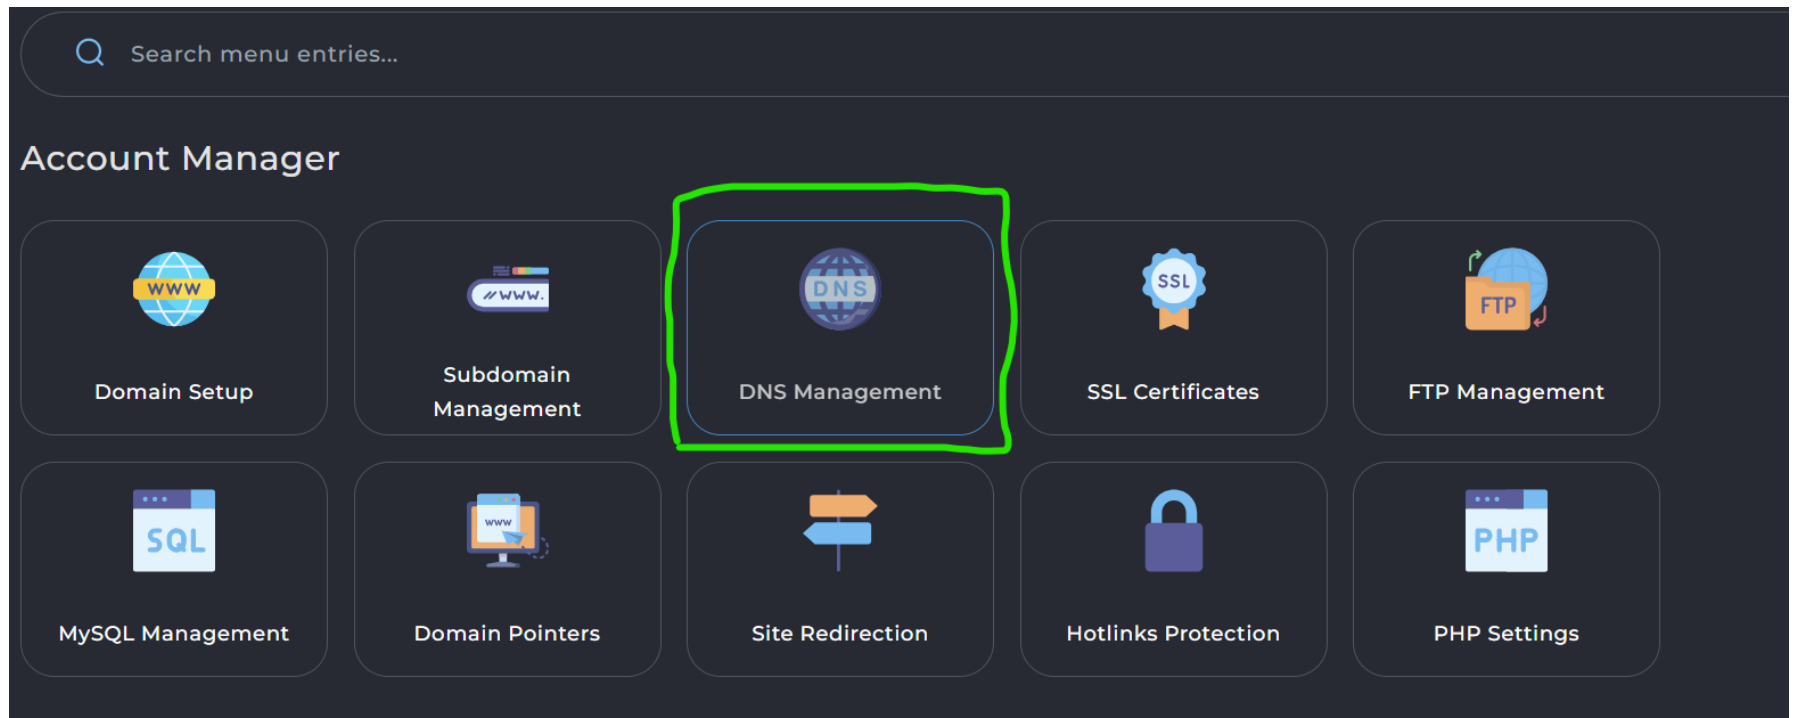 Search menu entries...
Account Manager
WWW
Domain Setup
//WWW.
Subdomain
Management
DNS
DNS Management
SSL
SSL Certificates
FTP
FTP Management
SQL
MySQL Management
WWW
Domain Pointers
Site Redirection
Hotlinks Protection
PHP
PHP Settings